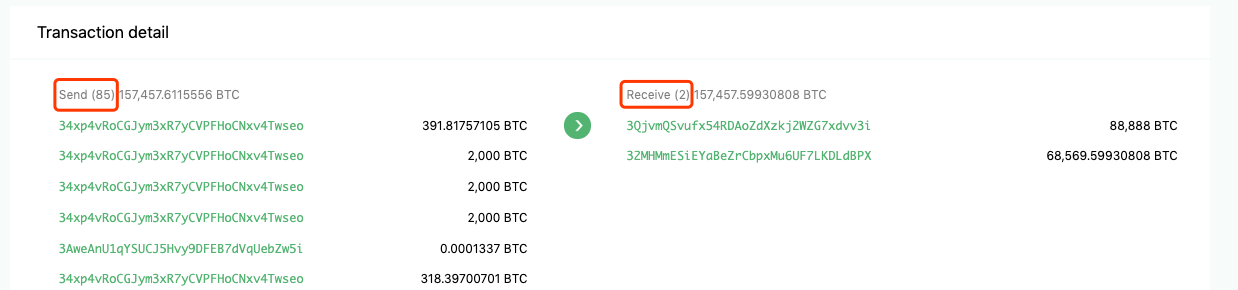 Transaction detail
Send (85) 157,457.6115556 BTC
Receive (2) 157,457.59930808 BTC
34xp4vRoCGJym3xR7yCVPFHoCNxv4Twseo 391.81757105 BTC
3QjvmQSvufx54RDAoZdXzkj2WZG7xdvv3i 88,888 BTC
34xp4vRoCGJym3xR7yCVPFHoCNxv4Twseo 2,000 BTC
32MHMmESiEYaBeZrCbpxMu6UF7LKDLdBPX 68,569.59930808 BTC
34xp4vRoCGJym3xR7yCVPFHoCNxv4Twseo 2,000 BTC
34xp4vRoCGJym3xR7yCVPFHoCNxv4Twseo 2,000 BTC
3AweAnU1qYSUCJ5Hvy9DFEB7dVqUebZw5i 0.0001337 BTC
34xp4vRoCGJym3xR7yCVPFHoCNxv4Twseo 318.39700701 BTC